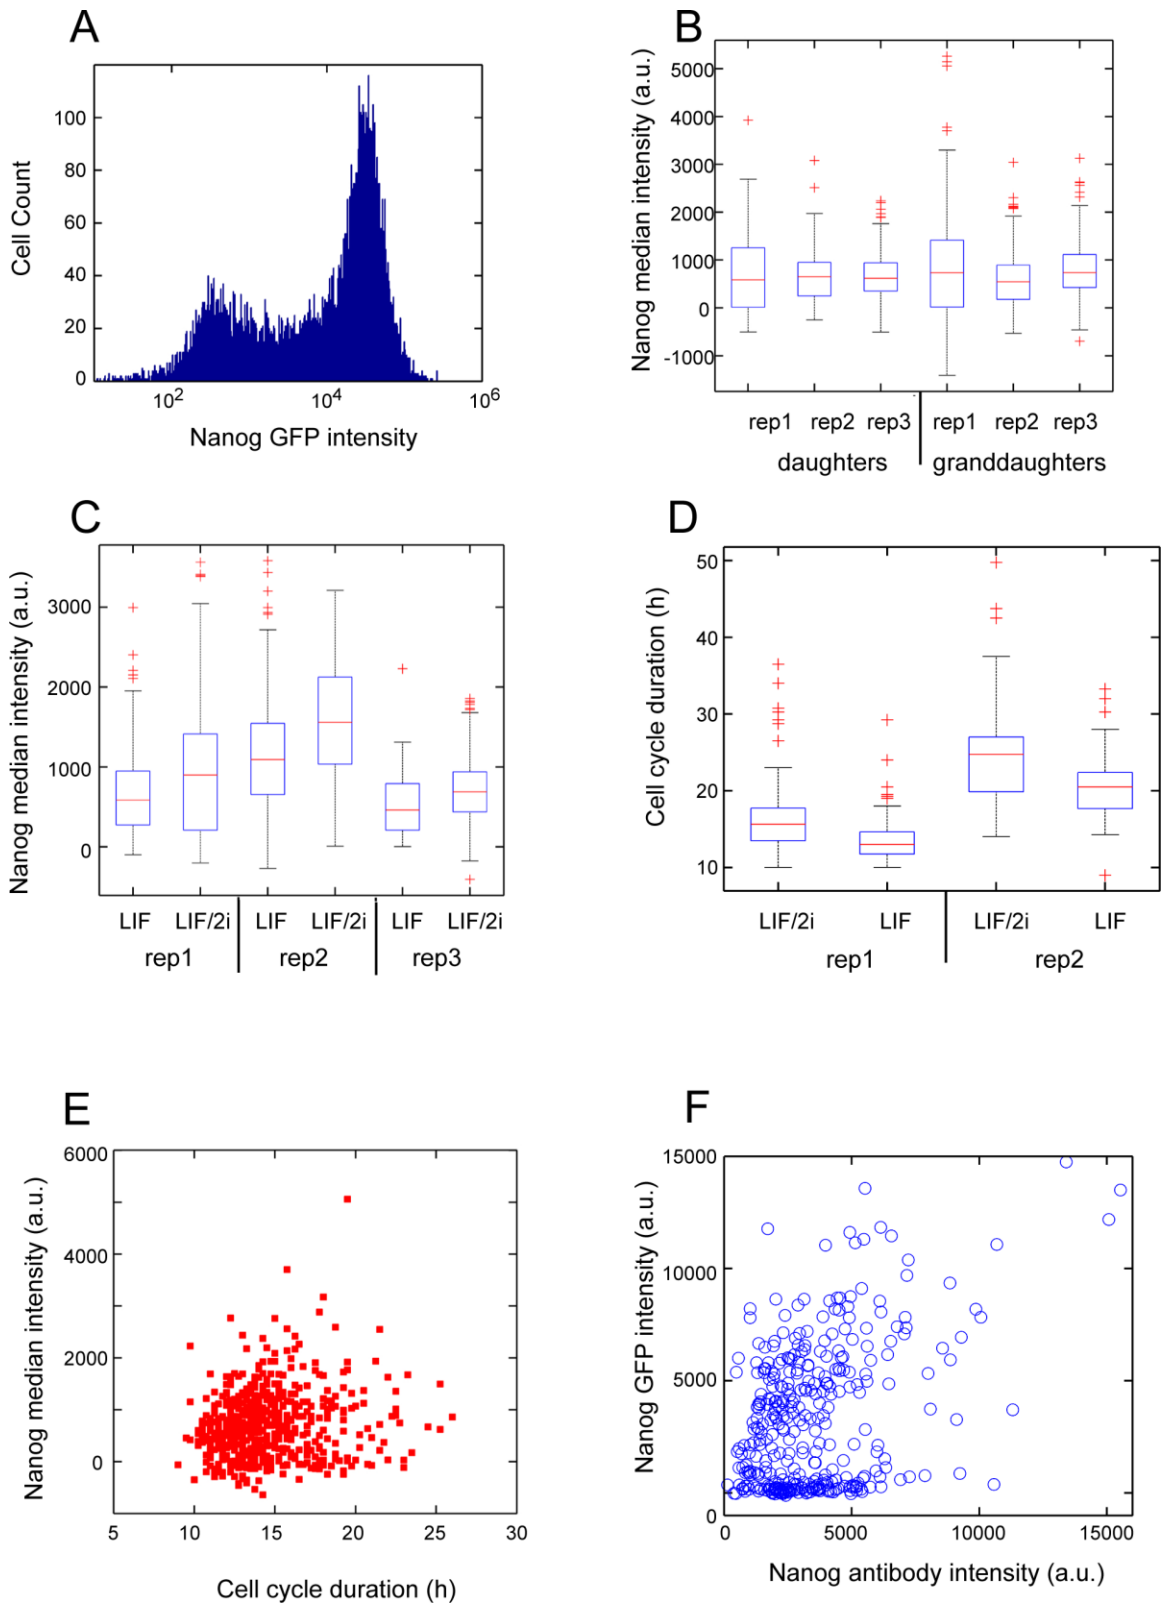 A
Cell Count
100
80
60
40
20
0
10^2 10^4 10^6
Nanog GFP intensity
B
Nanog median intensity (a.u.)
5000
4000
3000
2000
1000
0
-1000
rep1 rep2 rep3 rep1 rep2 rep3
daughters granddaughters
C
Nanog median intensity (a.u.)
3000
2000
1000
0
LIF LIF/2i LIF LIF/2i LIF LIF/2i
rep1 rep2 rep3
D
Cell cycle duration (h)
50
40
30
20
10
LIF/2i LIF LIF/2i LIF
rep1 rep2
E
Nanog median intensity (a.u.)
6000
4000
2000
0
5 10 15 20 25 30
Cell cycle duration (h)
F
Nanog GFP intensity (a.u.)
15000
10000
5000
0
0 5000 10000 15000
Nanog antibody intensity (a.u.)